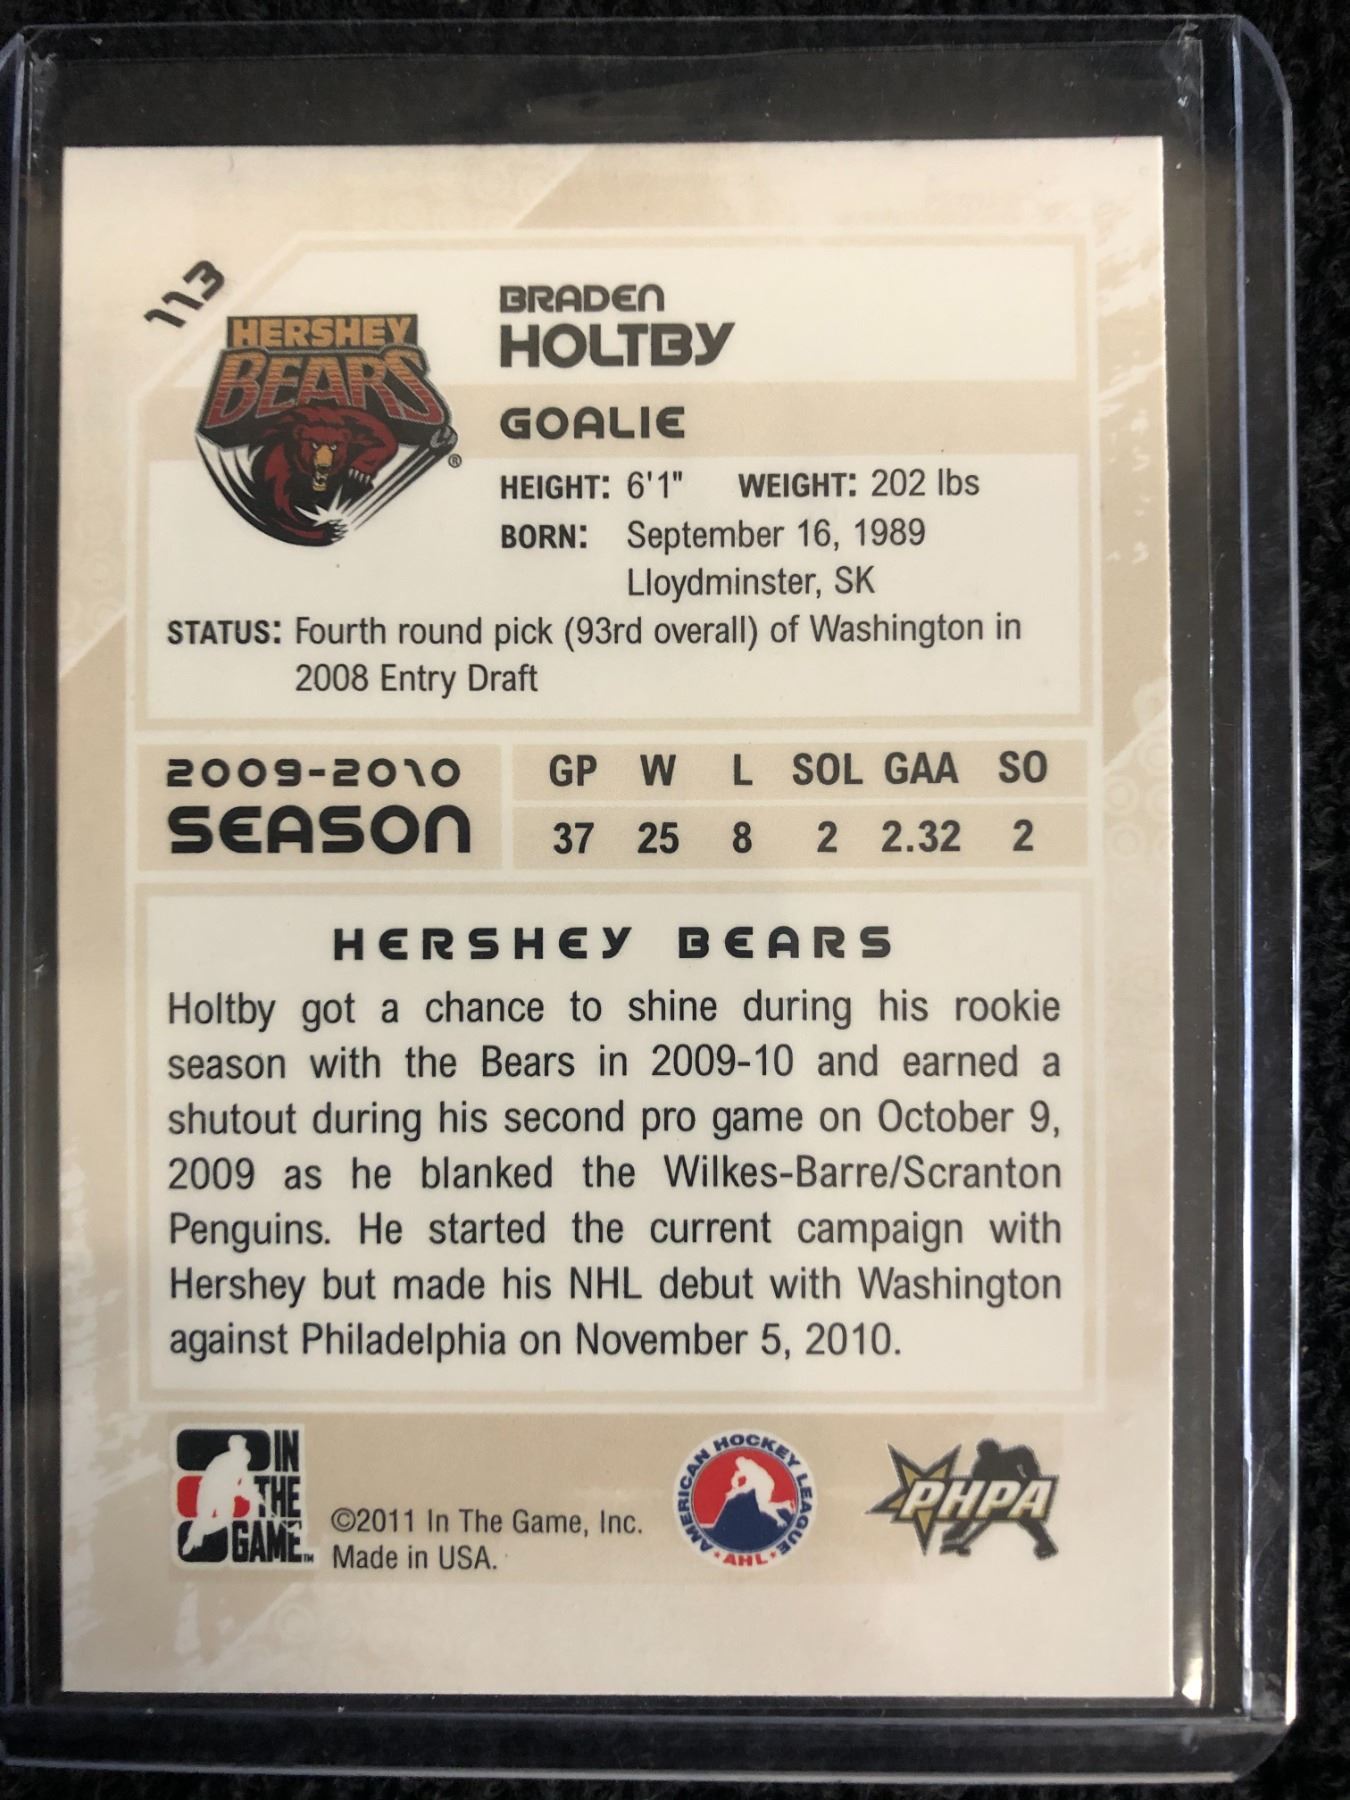 113
HERSHEY
BEARS
®
BRADEN
HOLTBY
GOALIE
HEIGHT: 6'1" WEIGHT: 202 lbs
BORN: September 16, 1989
Lloydminster, SK
STATUS: Fourth round pick (93rd overall) of Washington in
2008 Entry Draft
2009-2010
SEASON
GP W L SOL GAA SO
37 25 8 2 2.32 2
HERSHEY BEARS
Holtby got a chance to shine during his rookie
season with the Bears in 2009-10 and earned a
shutout during his second pro game on October 9,
2009 as he blanked the Wilkes-Barre/Scranton
Penguins. He started the current campaign with
Hershey but made his NHL debut with Washington
against Philadelphia on November 5, 2010.
IN
THE
GAME™
©2011 In The Game, Inc.
Made in USA.
AMERICAN HOCKEY LEAGUE
AHL
PHPA